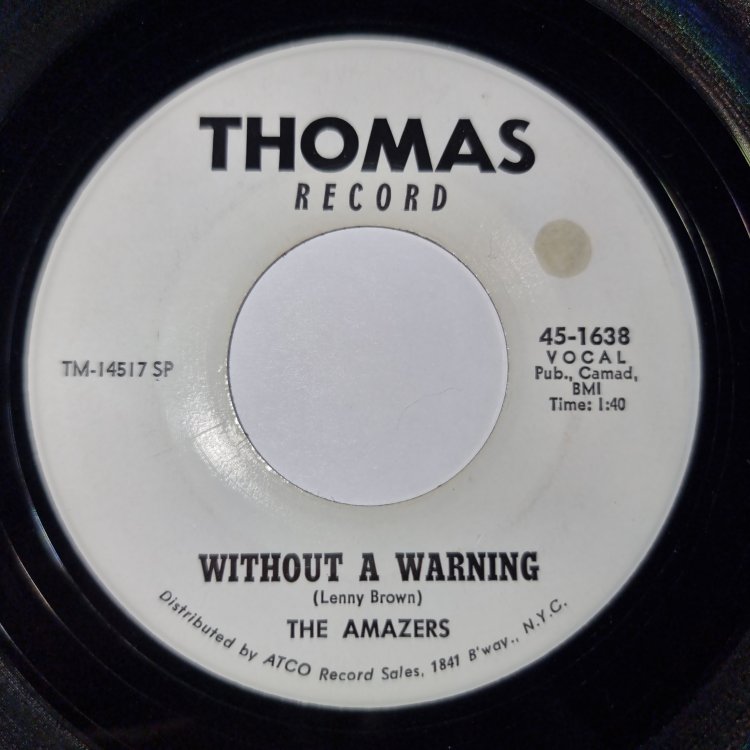 THOMAS
RECORD
TM-14517 SP
45-1638
VOCAL
Pub., Camad,
BMI
Time: 1:40
WITHOUT A WARNING
(Lenny Brown)
THE AMAZERS
Distributed by ATCO Record Sales, 1841 B'way., N.Y.C.